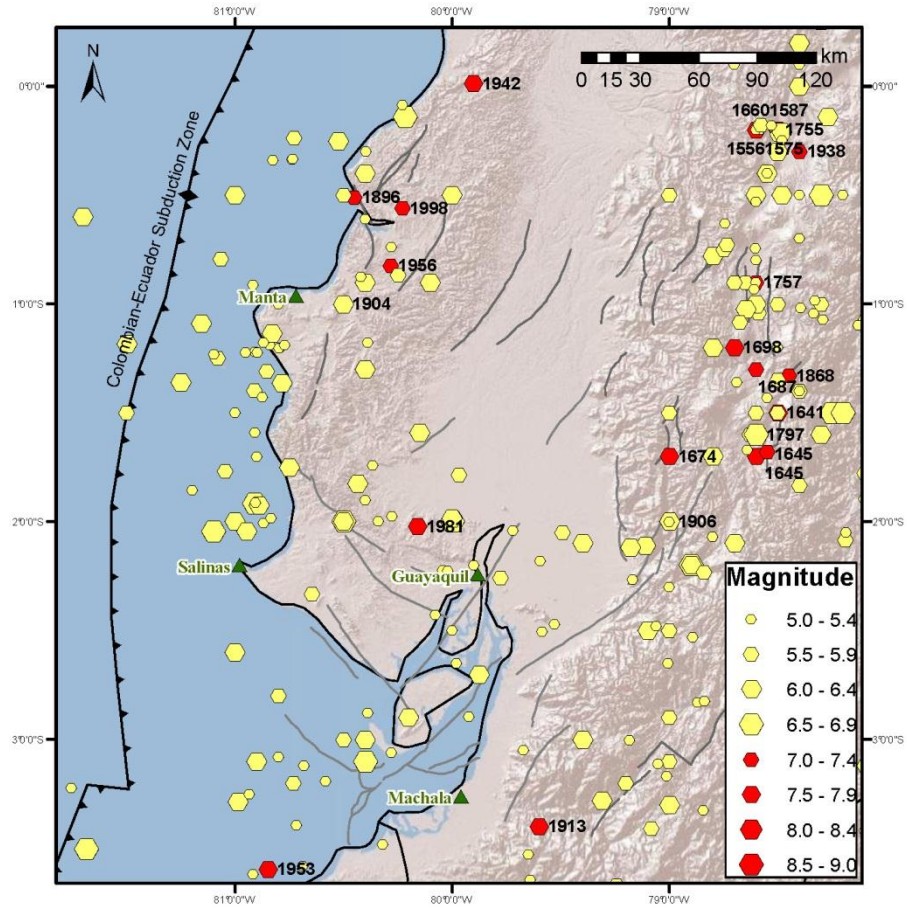 81°0'0"W 80°0'0"W 79°0'0"W
N
km
0 15 30 60 90 120
0°0'0"
0°0'0"
1942
16601587
1755
15561575
1938
Colombian-Ecuador Subduction Zone
1896
1998
1956
1757
Manta
1904
1°0'0"S
1°0'0"S
1698
1868
1687
1641
1797
1674
1645
1645
2°0'0"S
2°0'0"S
1981
1906
Salinas
Guayaquil
Magnitude
5.0 - 5.4
5.5 - 5.9
6.0 - 6.4
6.5 - 6.9
7.0 - 7.4
7.5 - 7.9
8.0 - 8.4
8.5 - 9.0
3°0'0"S
3°0'0"S
Machala
1913
1953
81°0'0"W 80°0'0"W 79°0'0"W